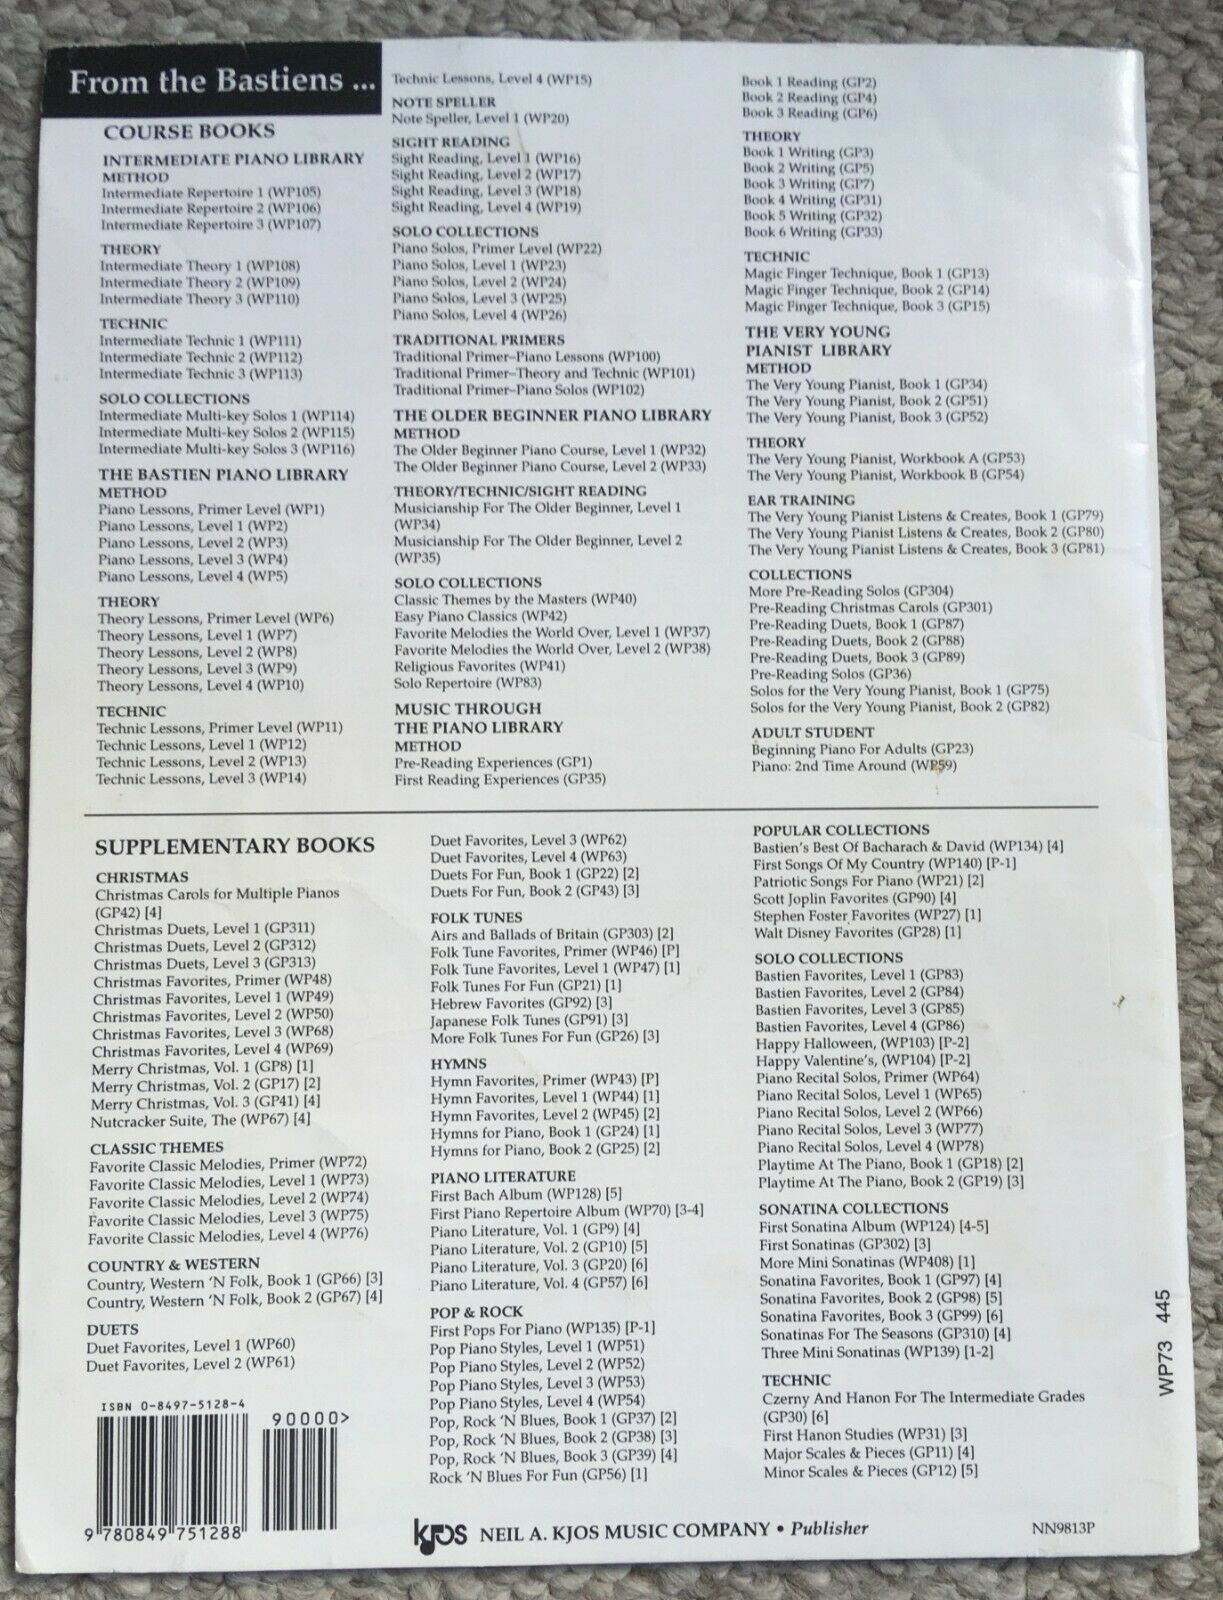 From the Bastiens ...
COURSE BOOKS
INTERMEDIATE PIANO LIBRARY
METHOD
Intermediate Repertoire 1 (WP105)
Intermediate Repertoire 2 (WP106)
Intermediate Repertoire 3 (WP107)
THEORY
Intermediate Theory 1 (WP108)
Intermediate Theory 2 (WP109)
Intermediate Theory 3 (WP110)
TECHNIC
Intermediate Technic 1 (WP111)
Intermediate Technic 2 (WP112)
Intermediate Technic 3 (WP113)
SOLO COLLECTIONS
Intermediate Multi-key Solos 1 (WP114)
Intermediate Multi-key Solos 2 (WP115)
Intermediate Multi-key Solos 3 (WP116)
THE BASTIEN PIANO LIBRARY
METHOD
Piano Lessons, Primer Level (WP1)
Piano Lessons, Level 1 (WP2)
Piano Lessons, Level 2 (WP3)
Piano Lessons, Level 3 (WP4)
Piano Lessons, Level 4 (WP5)
THEORY
Theory Lessons, Primer Level (WP6)
Theory Lessons, Level 1 (WP7)
Theory Lessons, Level 2 (WP8)
Theory Lessons, Level 3 (WP9)
Theory Lessons, Level 4 (WP10)
TECHNIC
Technic Lessons, Primer Level (WP11)
Technic Lessons, Level 1 (WP12)
Technic Lessons, Level 2 (WP13)
Technic Lessons, Level 3 (WP14)
Technic Lessons, Level 4 (WP15)
NOTE SPELLER
Note Speller, Level 1 (WP20)
SIGHT READING
Sight Reading, Level 1 (WP16)
Sight Reading, Level 2 (WP17)
Sight Reading, Level 3 (WP18)
Sight Reading, Level 4 (WP19)
SOLO COLLECTIONS
Piano Solos, Primer Level (WP22)
Piano Solos, Level 1 (WP23)
Piano Solos, Level 2 (WP24)
Piano Solos, Level 3 (WP25)
Piano Solos, Level 4 (WP26)
TRADITIONAL PRIMERS
Traditional Primer–Piano Lessons (WP100)
Traditional Primer–Theory and Technic (WP101)
Traditional Primer–Piano Solos (WP102)
THE OLDER BEGINNER PIANO LIBRARY
METHOD
The Older Beginner Piano Course, Level 1 (WP32)
The Older Beginner Piano Course, Level 2 (WP33)
THEORY/TECHNIC/SIGHT READING
Musicianship For The Older Beginner, Level 1
(WP34)
Musicianship For The Older Beginner, Level 2
(WP35)
SOLO COLLECTIONS
Classic Themes by the Masters (WP40)
Easy Piano Classics (WP42)
Favorite Melodies the World Over, Level 1 (WP37)
Favorite Melodies the World Over, Level 2 (WP38)
Religious Favorites (WP41)
Solo Repertoire (WP83)
MUSIC THROUGH
THE PIANO LIBRARY
METHOD
Pre-Reading Experiences (GP1)
First Reading Experiences (GP35)
Book 1 Reading (GP2)
Book 2 Reading (GP4)
Book 3 Reading (GP6)
THEORY
Book 1 Writing (GP3)
Book 2 Writing (GP5)
Book 3 Writing (GP7)
Book 4 Writing (GP31)
Book 5 Writing (GP32)
Book 6 Writing (GP33)
TECHNIC
Magic Finger Technique, Book 1 (GP13)
Magic Finger Technique, Book 2 (GP14)
Magic Finger Technique, Book 3 (GP15)
THE VERY YOUNG
PIANIST LIBRARY
METHOD
The Very Young Pianist, Book 1 (GP34)
The Very Young Pianist, Book 2 (GP51)
The Very Young Pianist, Book 3 (GP52)
THEORY
The Very Young Pianist, Workbook A (GP53)
The Very Young Pianist, Workbook B (GP54)
EAR TRAINING
The Very Young Pianist Listens & Creates, Book 1 (GP79)
The Very Young Pianist Listens & Creates, Book 2 (GP80)
The Very Young Pianist Listens & Creates, Book 3 (GP81)
COLLECTIONS
More Pre-Reading Solos (GP304)
Pre-Reading Christmas Carols (GP301)
Pre-Reading Duets, Book 1 (GP87)
Pre-Reading Duets, Book 2 (GP88)
Pre-Reading Duets, Book 3 (GP89)
Pre-Reading Solos (GP36)
Solos for the Very Young Pianist, Book 1 (GP75)
Solos for the Very Young Pianist, Book 2 (GP82)
ADULT STUDENT
Beginning Piano For Adults (GP23)
Piano: 2nd Time Around (WP59)
SUPPLEMENTARY BOOKS
CHRISTMAS
Christmas Carols for Multiple Pianos
(GP42) [4]
Christmas Duets, Level 1 (GP311)
Christmas Duets, Level 2 (GP312)
Christmas Duets, Level 3 (GP313)
Christmas Favorites, Primer (WP48)
Christmas Favorites, Level 1 (WP49)
Christmas Favorites, Level 2 (WP50)
Christmas Favorites, Level 3 (WP68)
Christmas Favorites, Level 4 (WP69)
Merry Christmas, Vol. 1 (GP8) [1]
Merry Christmas, Vol. 2 (GP17) [2]
Merry Christmas, Vol. 3 (GP41) [4]
Nutcracker Suite, The (WP67) [4]
CLASSIC THEMES
Favorite Classic Melodies, Primer (WP72)
Favorite Classic Melodies, Level 1 (WP73)
Favorite Classic Melodies, Level 2 (WP74)
Favorite Classic Melodies, Level 3 (WP75)
Favorite Classic Melodies, Level 4 (WP76)
COUNTRY & WESTERN
Country, Western 'N Folk, Book 1 (GP66) [3]
Country, Western 'N Folk, Book 2 (GP67) [4]
DUETS
Duet Favorites, Level 1 (WP60)
Duet Favorites, Level 2 (WP61)
Duet Favorites, Level 3 (WP62)
Duet Favorites, Level 4 (WP63)
Duets For Fun, Book 1 (GP22) [2]
Duets For Fun, Book 2 (GP43) [3]
FOLK TUNES
Airs and Ballads of Britain (GP303) [2]
Folk Tune Favorites, Primer (WP46) [P]
Folk Tune Favorites, Level 1 (WP47) [1]
Folk Tunes For Fun (GP21) [1]
Hebrew Favorites (GP92) [3]
Japanese Folk Tunes (GP91) [3]
More Folk Tunes For Fun (GP26) [3]
HYMNS
Hymn Favorites, Primer (WP43) [P]
Hymn Favorites, Level 1 (WP44) [1]
Hymn Favorites, Level 2 (WP45) [2]
Hymns for Piano, Book 1 (GP24) [1]
Hymns for Piano, Book 2 (GP25) [2]
PIANO LITERATURE
First Bach Album (WP128) [5]
First Piano Repertoire Album (WP70) [3-4]
Piano Literature, Vol. 1 (GP9) [4]
Piano Literature, Vol. 2 (GP10) [5]
Piano Literature, Vol. 3 (GP20) [6]
Piano Literature, Vol. 4 (GP57) [6]
POP & ROCK
First Pops For Piano (WP135) [P-1]
Pop Piano Styles, Level 1 (WP51)
Pop Piano Styles, Level 2 (WP52)
Pop Piano Styles, Level 3 (WP53)
Pop Piano Styles, Level 4 (WP54)
Pop, Rock 'N Blues, Book 1 (GP37) [2]
Pop, Rock 'N Blues, Book 2 (GP38) [3]
Pop, Rock 'N Blues, Book 3 (GP39) [4]
Rock 'N Blues For Fun (GP56) [1]
POPULAR COLLECTIONS
Bastien's Best Of Bacharach & David (WP134) [4]
First Songs Of My Country (WP140) [P-1]
Patriotic Songs For Piano (WP21) [2]
Scott Joplin Favorites (GP90) [4]
Stephen Foster Favorites (WP27) [1]
Walt Disney Favorites (GP28) [1]
SOLO COLLECTIONS
Bastien Favorites, Level 1 (GP83)
Bastien Favorites, Level 2 (GP84)
Bastien Favorites, Level 3 (GP85)
Bastien Favorites, Level 4 (GP86)
Happy Halloween, (WP103) [P-2]
Happy Valentine's, (WP104) [P-2]
Piano Recital Solos, Primer (WP64)
Piano Recital Solos, Level 1 (WP65)
Piano Recital Solos, Level 2 (WP66)
Piano Recital Solos, Level 3 (WP77)
Piano Recital Solos, Level 4 (WP78)
Playtime At The Piano, Book 1 (GP18) [2]
Playtime At The Piano, Book 2 (GP19) [3]
SONATINA COLLECTIONS
First Sonatina Album (WP124) [4-5]
First Sonatinas (GP302) [3]
More Mini Sonatinas (WP408) [1]
Sonatina Favorites, Book 1 (GP97) [4]
Sonatina Favorites, Book 2 (GP98) [5]
Sonatina Favorites, Book 3 (GP99) [6]
Sonatinas For The Seasons (GP310) [4]
Three Mini Sonatinas (WP139) [1-2]
TECHNIC
Czerny And Hanon For The Intermediate Grades
(GP30) [6]
First Hanon Studies (WP31) [3]
Major Scales & Pieces (GP11) [4]
Minor Scales & Pieces (GP12) [5]
WP73 445
ISBN 0-8497-5128-4
90000>
9 780849 751288
KJOS NEIL A. KJOS MUSIC COMPANY • Publisher
NN9813P